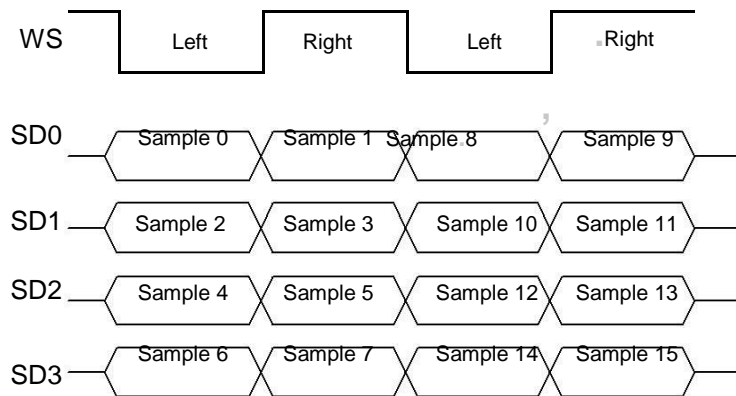 WS Left Right Left .Right
SD0 Sample 0 Sample 1 Sample 8 Sample 9
SD1 Sample 2 Sample 3 Sample 10 Sample 11
SD2 Sample 4 Sample 5 Sample 12 Sample 13
SD3 Sample 6 Sample 7 Sample 14 Sample 15